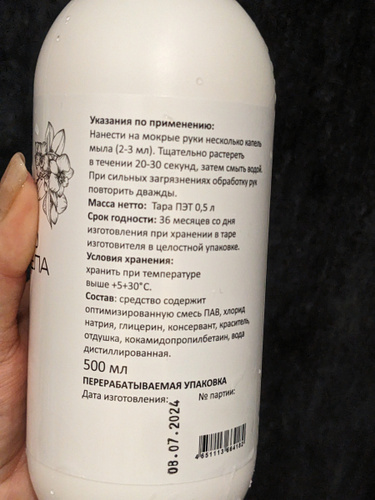 ЕПА
Указания по применению:
Нанести на мокрые руки несколько капель
мыла (2-3 мл). Тщательно растереть
в течении 20-30 секунд, затем смыть водой.
При сильных загрязнениях обработку рук
повторить дважды.
Масса нетто: Тара ПЭТ 0,5 л
Срок годности: 36 месяцев со дня
изготовления при хранении в таре
изготовителя в целостной упаковке.
Условия хранения:
хранить при температуре
выше +5+30°С.
Состав: средство содержит
оптимизированную смесь ПАВ, хлорид
натрия, глицерин, консервант, краситель,
отдушка, кокамидопропилбетаин, вода
дистиллированная.
500 мл
ПЕРЕРАБАТЫВАЕМАЯ УПАКОВКА
Дата изготовления: № партии:
08.07.2024